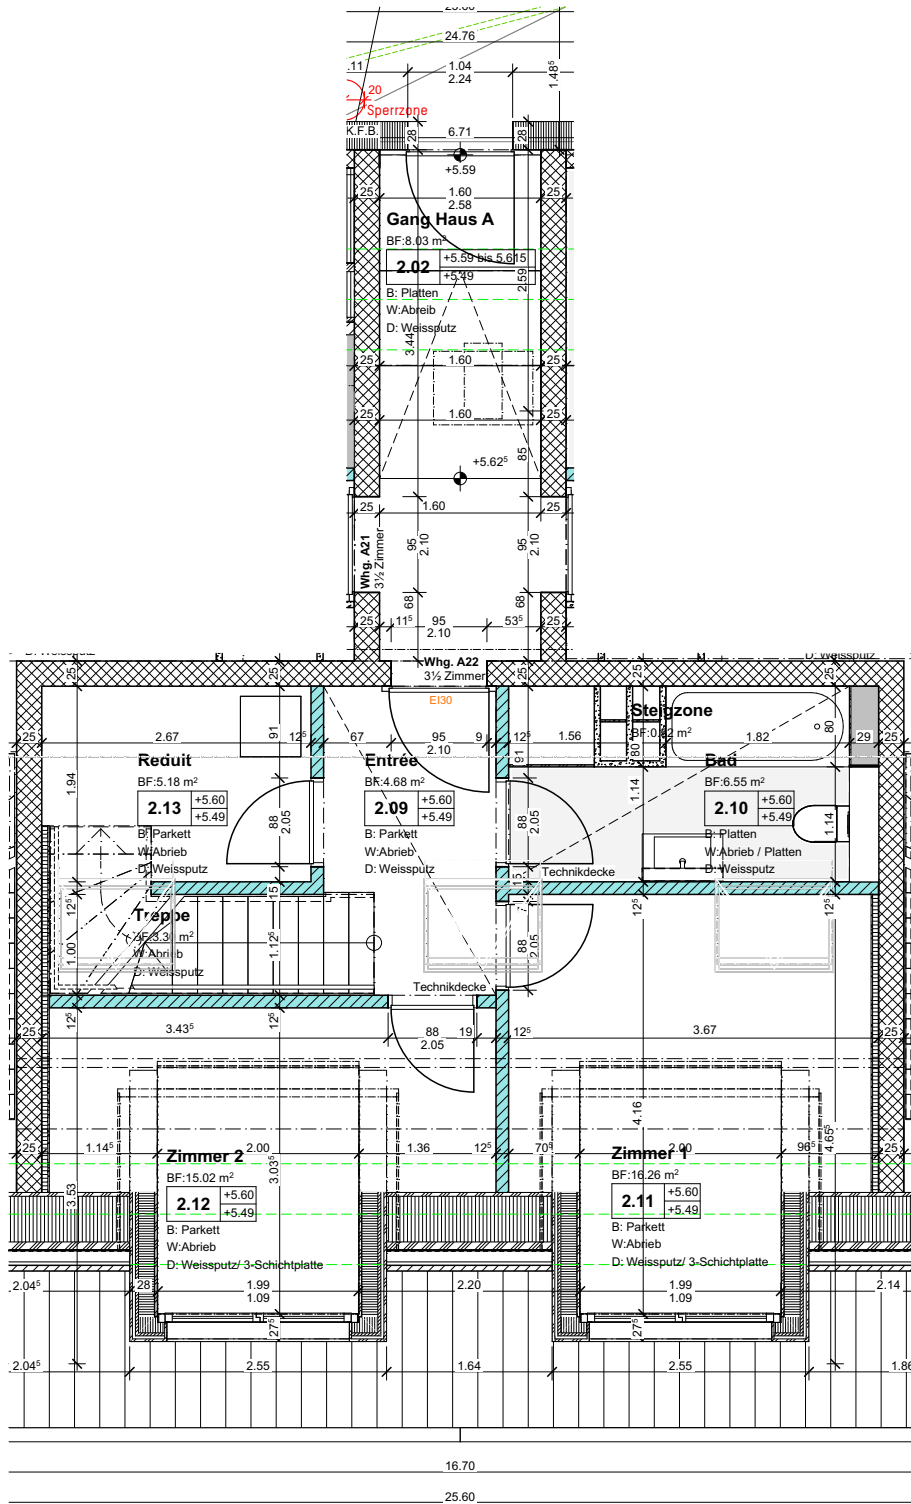 25.60
24.76
.11
1.04
2.24
1.48⁵
20
Sperrzone
K.F.B.
28
6.71
28
+5.59
25
1.60
25
2.58
Gang Haus A
BF:8.03 m²
2.02
+5.59 bis 5.615
+5.49
2.59
B: Platten
W:Abreib
D: Weissputz
3.44
25
1.60
25
25
1.60
25
85
+5.62⁵
25
1.60
25
Whg. A21
3½ Zimmer
95
2.10
95
2.10
68
68
25
11⁵
95
53⁵
25
2.10
D: Weissputz
D: Weissputz
25
25
Whg. A22
3½ Zimmer
25
25
EI30
Steigzone
80
91
25
2.67
12⁵
67
95
9
12⁵
1.56
1.82
29
25
2.10
91
80
Reduit
BF:5.18 m²
2.13
+5.60
+5.49
B: Parkett
W:Abrieb
D: Weissputz
1.94
88
2.05
Entrée
BF:4.68 m²
2.09
+5.60
+5.49
B: Parkett
W:Abrieb
D: Weissputz
88
2.05
1.14
Bad
BF:6.55 m²
2.10
+5.60
+5.49
B: Platten
W:Abrieb / Platten
D: Weissputz
1.14
Technikdecke
15
15
12⁵
12⁵
12⁵
Treppe
W:Abrieb
D: Weissputz
1.00
1.12⁵
88
2.05
Technikdecke
12⁵
12⁵
25
3.43⁵
88
19
12⁵
3.67
25
2.05
4.16
4.65⁵
25
1.14⁵
2.00
1.36
12⁵
70⁵
2.00
96⁵
25
Zimmer 2
BF:15.02 m²
2.12
+5.60
+5.49
B: Parkett
W:Abrieb
D: Weissputz/ 3-Schichtplatte
3.03⁵
3.53
Zimmer 1
BF:16.26 m²
2.11
+5.60
+5.49
B: Parkett
W:Abrieb
D: Weissputz/ 3-Schichtplatte
2.04⁵
28
1.99
2.20
1.99
2.14
1.09
1.09
27⁵
27⁵
2.04⁵
2.55
1.64
2.55
1.86
16.70
25.60